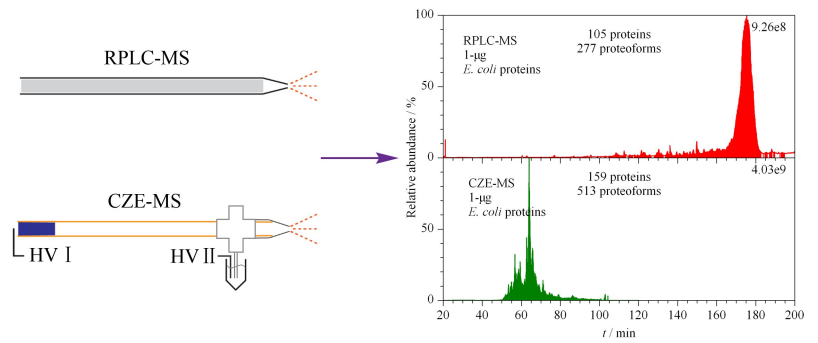 RPLC-MS
CZE-MS
HV Ⅰ
HV Ⅱ
Relative abundance / %
100
RPLC-MS
1-μg
E. coli proteins
105 proteins
277 proteoforms
9.26e8
50
0
100
CZE-MS
1-μg
E. coli proteins
159 proteins
513 proteoforms
4.03e9
50
0
20 40 60 80 100 120 140 160 180 200
t / min